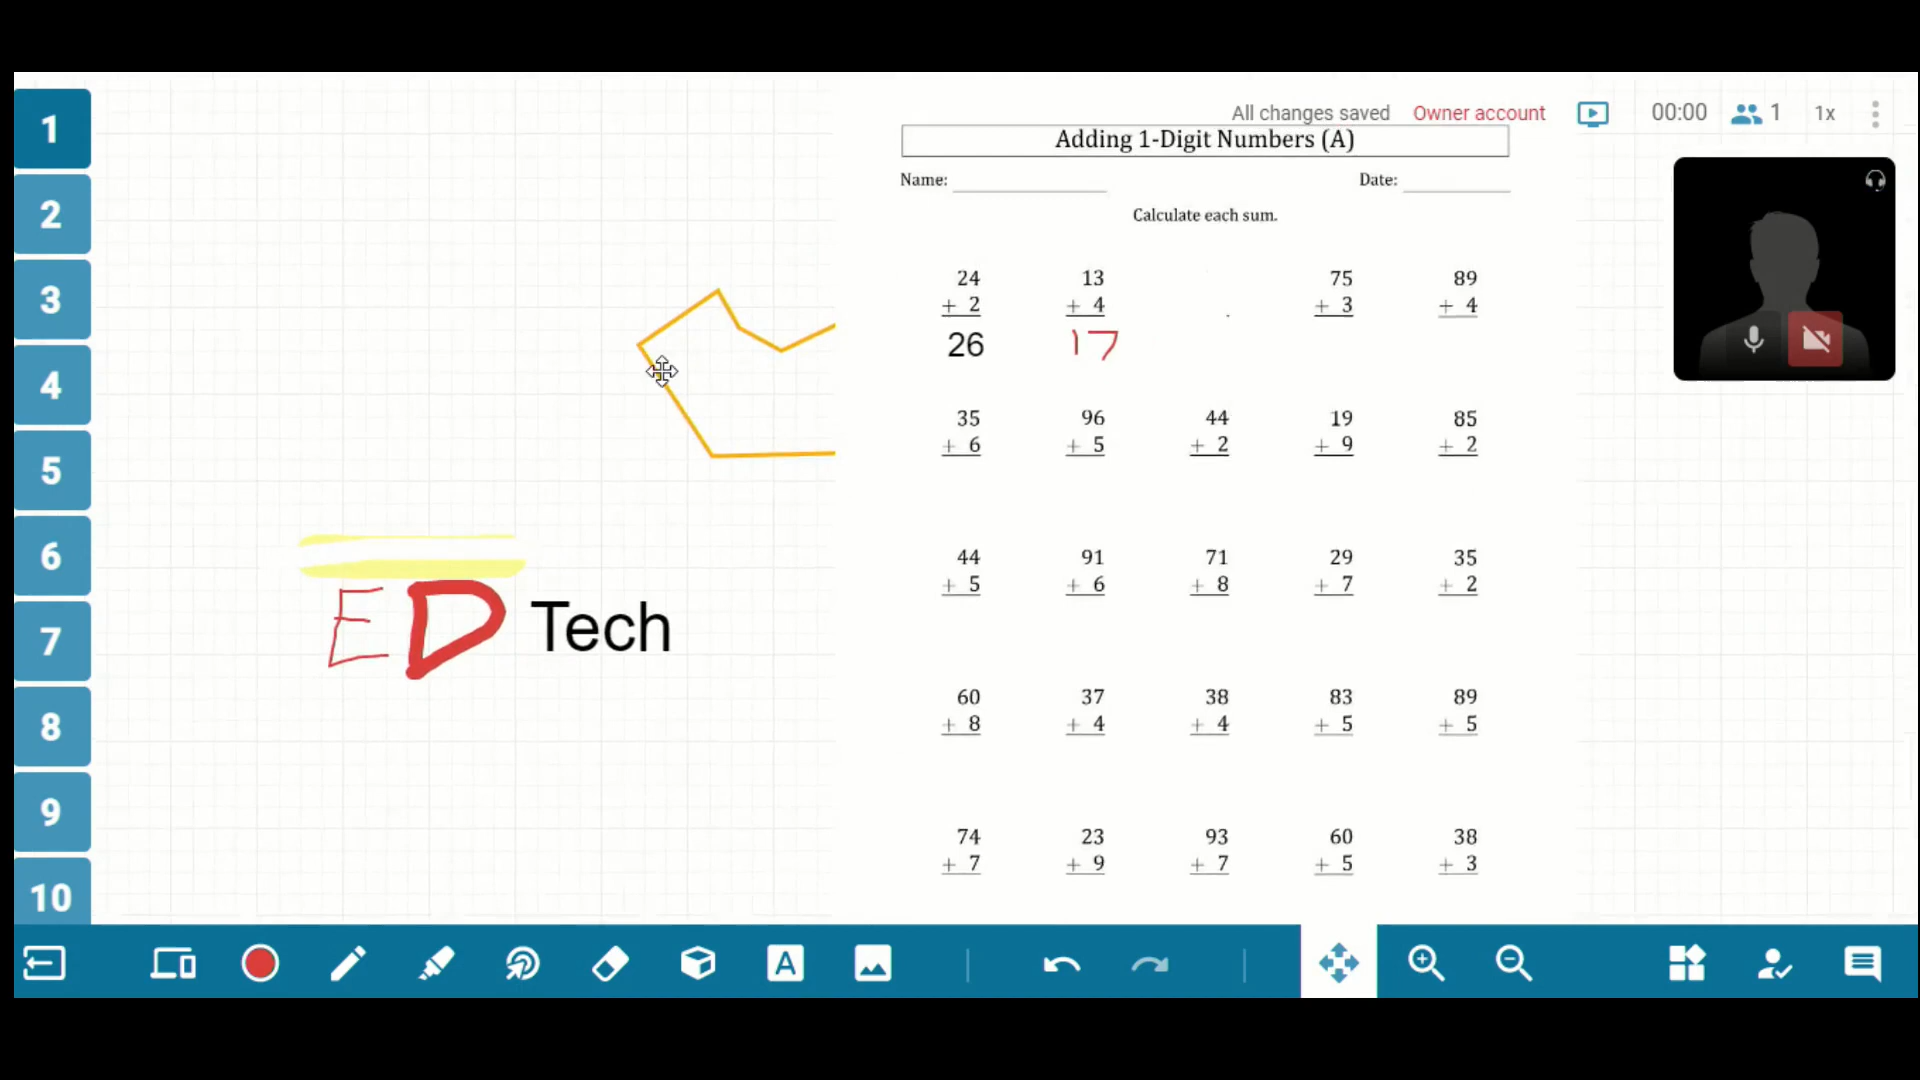 All changes saved Owner account 00:00 1 1x
Adding 1-Digit Numbers (A)
Name: Date:
Calculate each sum.
24 13 75 89
+ 2 + 4 . + 3 + 4
26 17
35 96 44 19 85
+ 6 + 5 + 2 + 9 + 2
44 91 71 29 35
+ 5 + 6 + 8 + 7 + 2
60 37 38 83 89
+ 8 + 4 + 4 + 5 + 5
74 23 93 60 38
+ 7 + 9 + 7 + 5 + 3
ED Tech
1
2
3
4
5
6
7
8
9
10
A